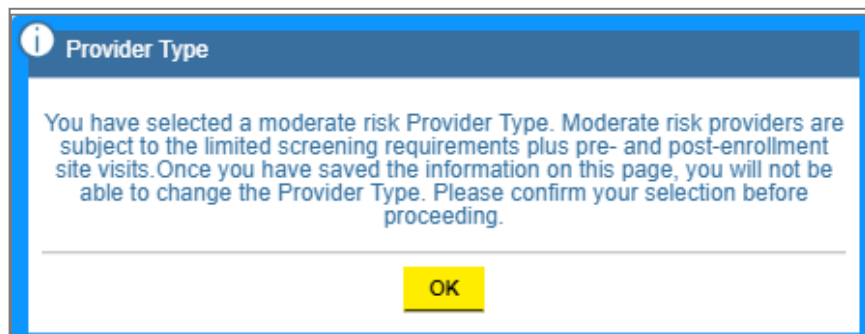 Provider Type
You have selected a moderate risk Provider Type. Moderate risk providers are
subject to the limited screening requirements plus pre- and post-enrollment
site visits.Once you have saved the information on this page, you will not be
able to change the Provider Type. Please confirm your selection before
proceeding.
OK